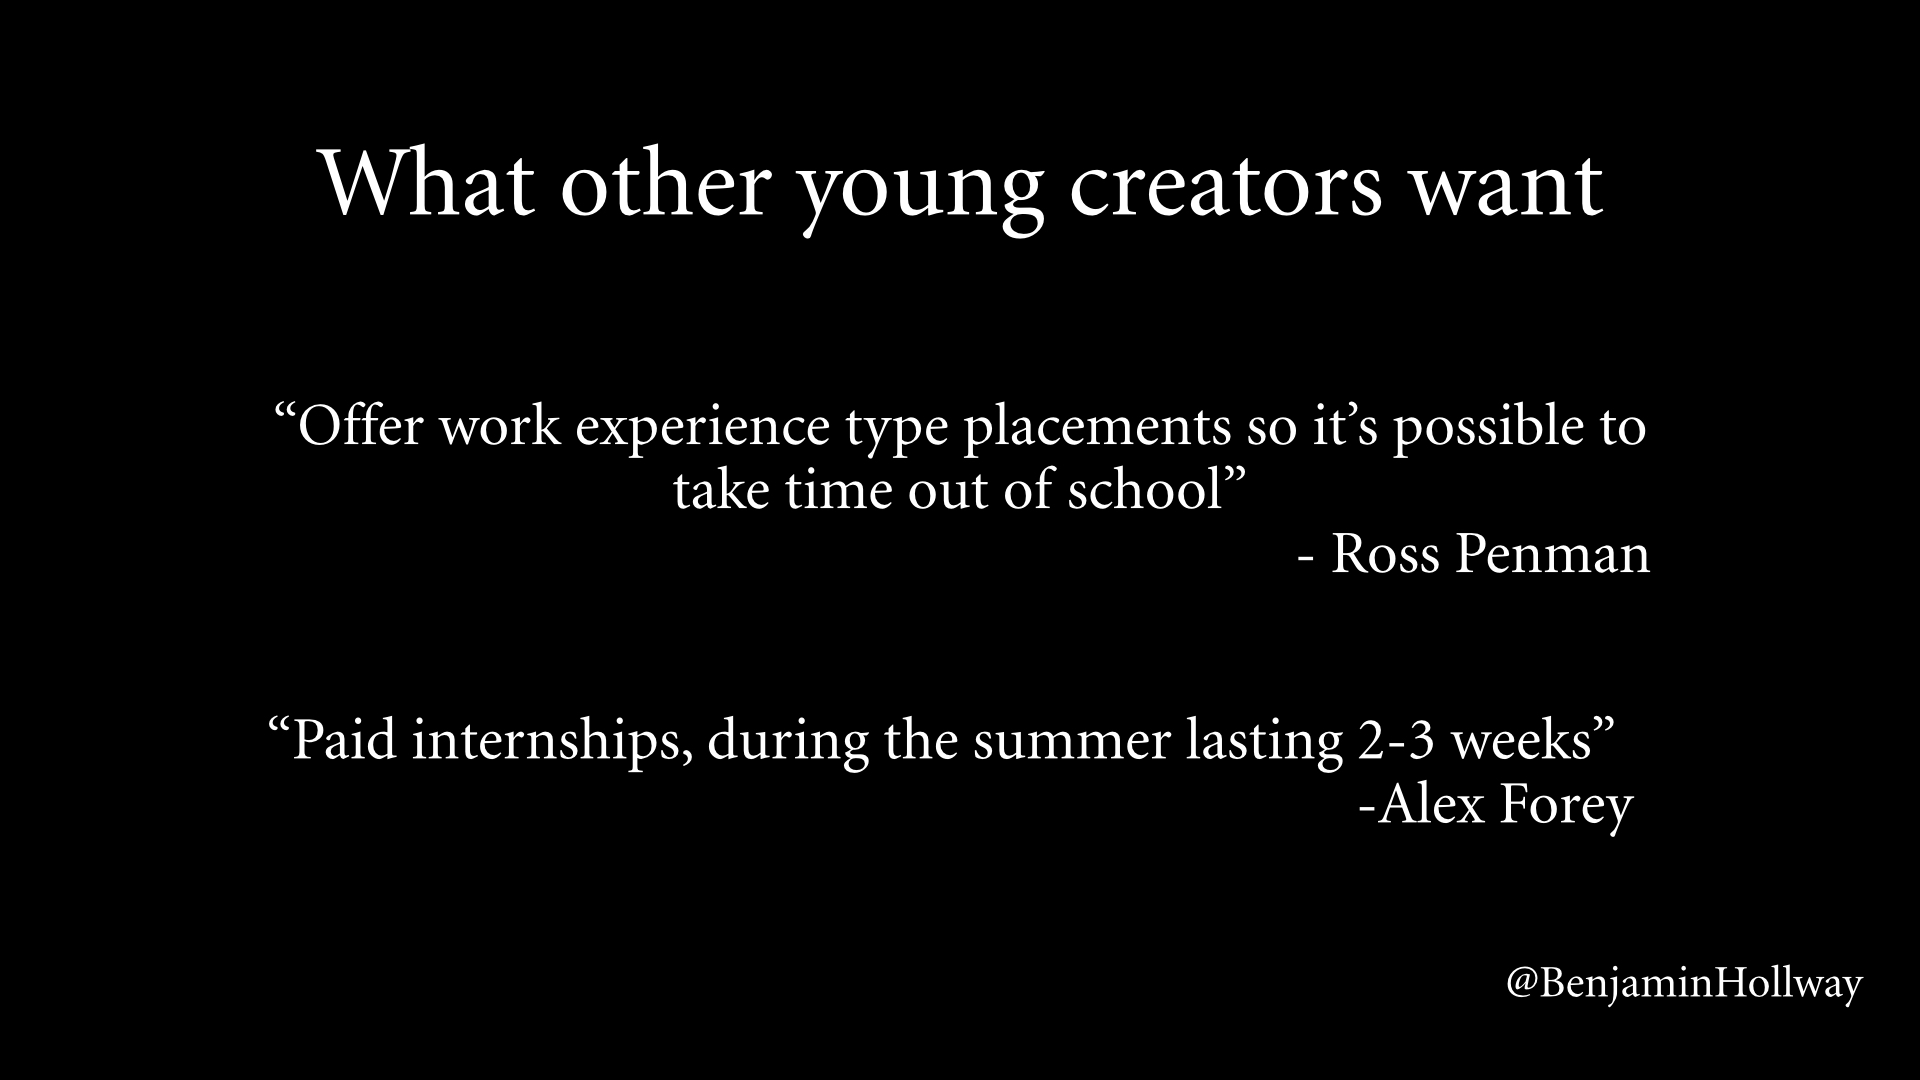 What other young creators want
“Offer work experience type placements so it’s possible to
take time out of school”
- Ross Penman
“Paid internships, during the summer lasting 2-3 weeks”
-Alex Forey
@BenjaminHollway